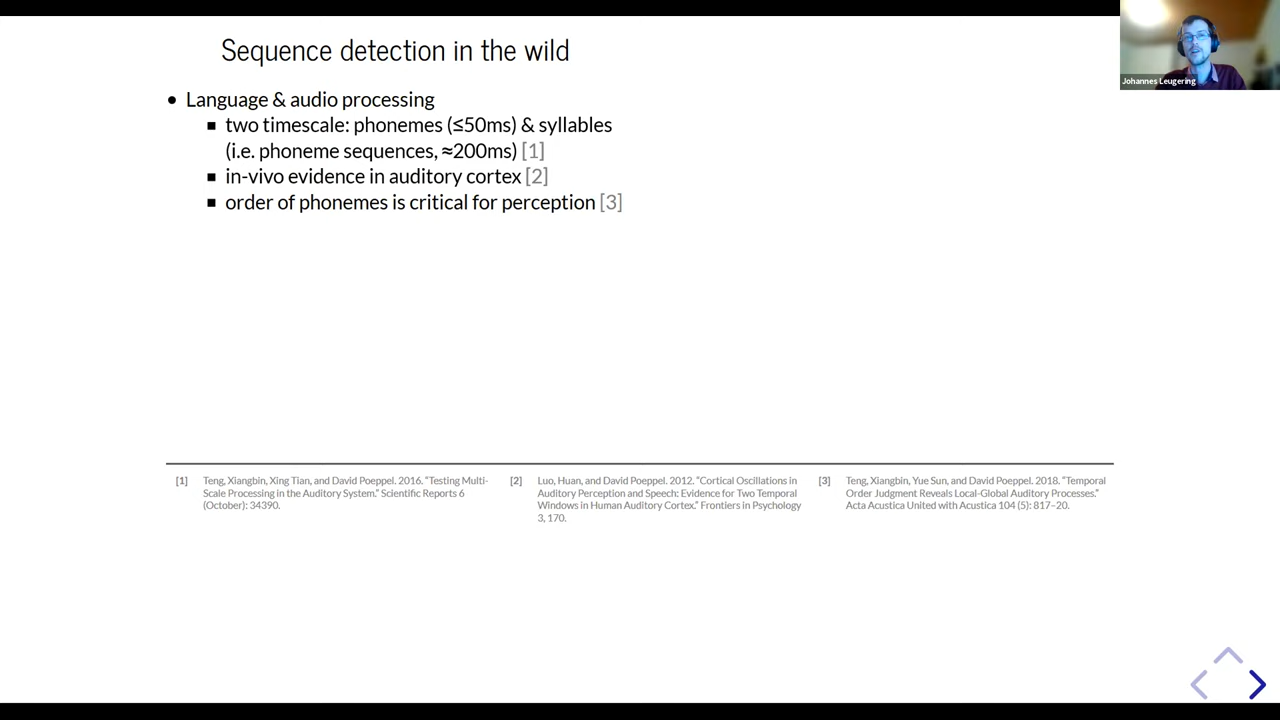 Sequence detection in the wild
Johannes Leugering
• Language & audio processing
▪ two timescale: phonemes (≤50ms) & syllables
(i.e. phoneme sequences, ≈200ms) [1]
▪ in-vivo evidence in auditory cortex [2]
▪ order of phonemes is critical for perception [3]
[1] Teng, Xiangbin, Xing Tian, and David Poeppel. 2016. “Testing Multi-
Scale Processing in the Auditory System.” Scientific Reports 6
(October): 34390.
[2] Luo, Huan, and David Poeppel. 2012. “Cortical Oscillations in
Auditory Perception and Speech: Evidence for Two Temporal
Windows in Human Auditory Cortex.” Frontiers in Psychology
3, 170.
[3] Teng, Xiangbin, Yue Sun, and David Poeppel. 2018. “Temporal
Order Judgment Reveals Local-Global Auditory Processes.”
Acta Acustica United with Acustica 104 (5): 817–20.